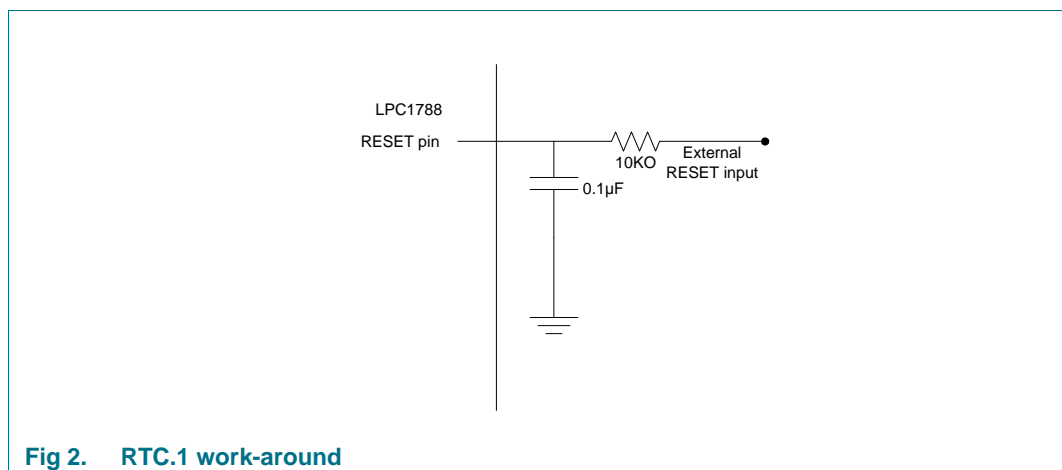 LPC1788
RESET pin
10KO
External
RESET input
0.1µF
Fig 2. RTC.1 work-around